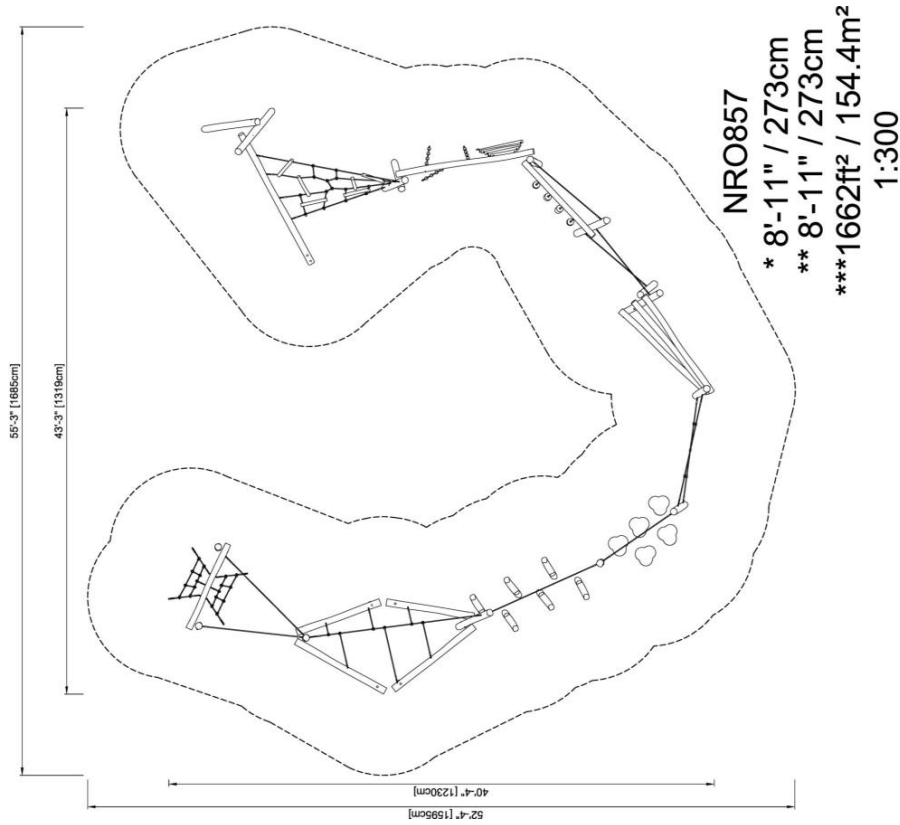 NRO857
* 8'-11" / 273cm
** 8'-11" / 273cm
***1662ft² / 154.4m²
1:300
55'-3" [1685cm]
43'-3" [1319cm]
40'-4" [1230cm]
52'-4" [1595cm]